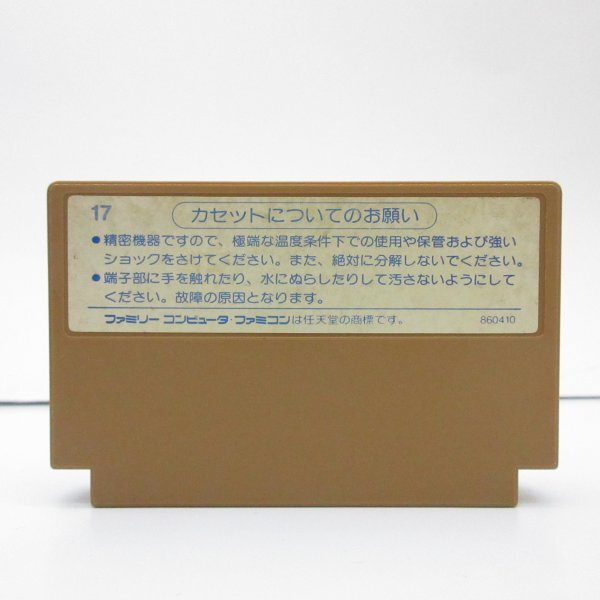 17
カセットについてのお願い
●精密機器ですので、極端な温度条件下での使用や保管および強い
ショックをさけてください。また、絶対に分解しないでください。
●端子部に手を触れたり、水にぬらしたりして汚さないようにして
ください。故障の原因となります。
ファミリーコンピュータ・ファミコンは任天堂の商標です。
860410